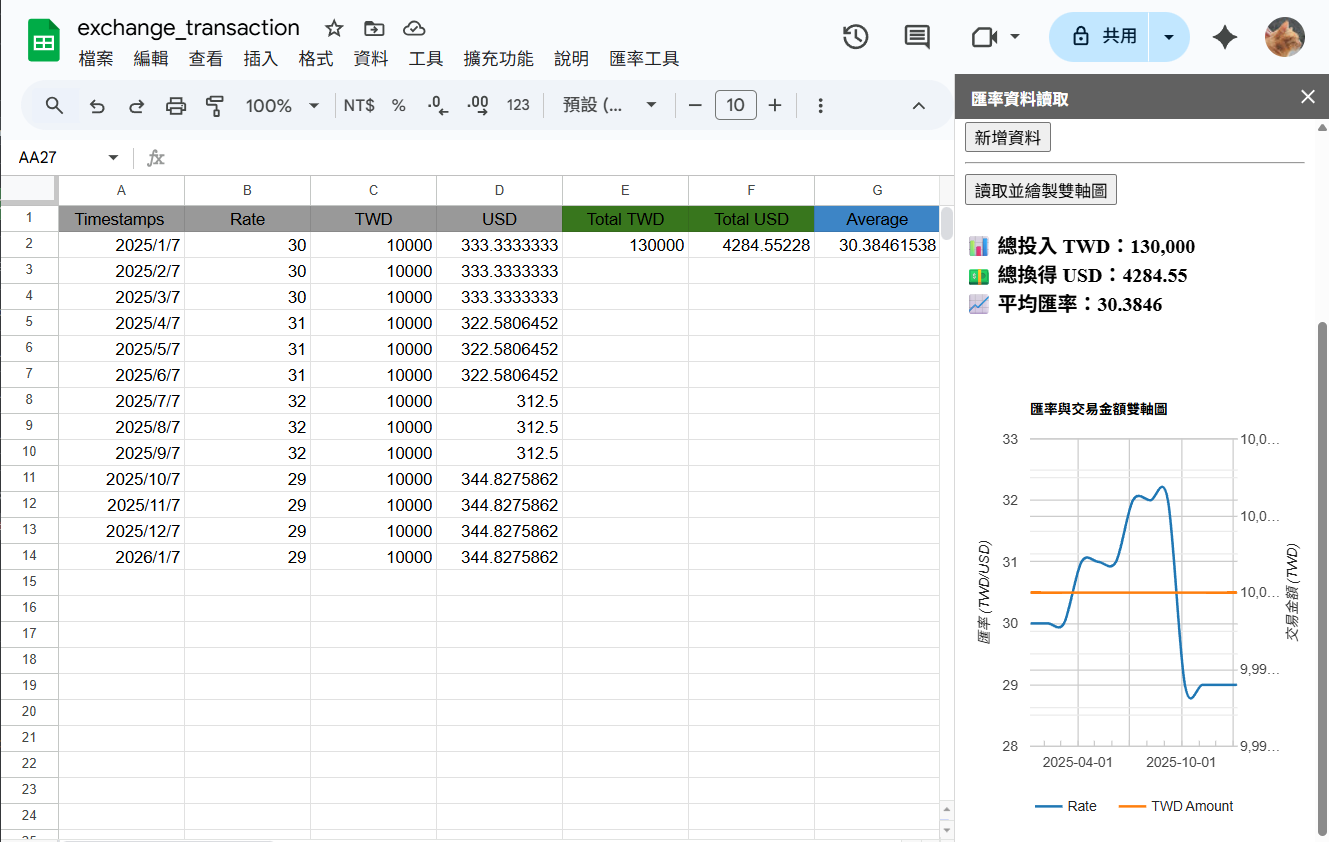 exchange_transaction
檔案 編輯 查看 插入 格式 資料 工具 擴充功能 說明 匯率工具
共用
100% NT$ % .0 .00 123 預設 (... 10
AA27 fx
A B C D E F G
1 Timestamps Rate TWD USD Total TWD Total USD Average
2 2025/1/7 30 10000 333.3333333 130000 4284.55228 30.38461538
3 2025/2/7 30 10000 333.3333333
4 2025/3/7 30 10000 333.3333333
5 2025/4/7 31 10000 322.5806452
6 2025/5/7 31 10000 322.5806452
7 2025/6/7 31 10000 322.5806452
8 2025/7/7 32 10000 312.5
9 2025/8/7 32 10000 312.5
10 2025/9/7 32 10000 312.5
11 2025/10/7 29 10000 344.8275862
12 2025/11/7 29 10000 344.8275862
13 2025/12/7 29 10000 344.8275862
14 2026/1/7 29 10000 344.8275862
15
16
17
18
19
20
21
22
23
24
25
匯率資料讀取
新增資料
讀取並繪製雙軸圖
總投入 TWD：130,000
總換得 USD：4284.55
平均匯率：30.3846
匯率與交易金額雙軸圖
33 10,0...
32 10,0...
31
10,0...
30
9,99...
29
28 9,99...
匯率 (TWD/USD)
交易金額 (TWD)
2025-04-01 2025-10-01
Rate TWD Amount